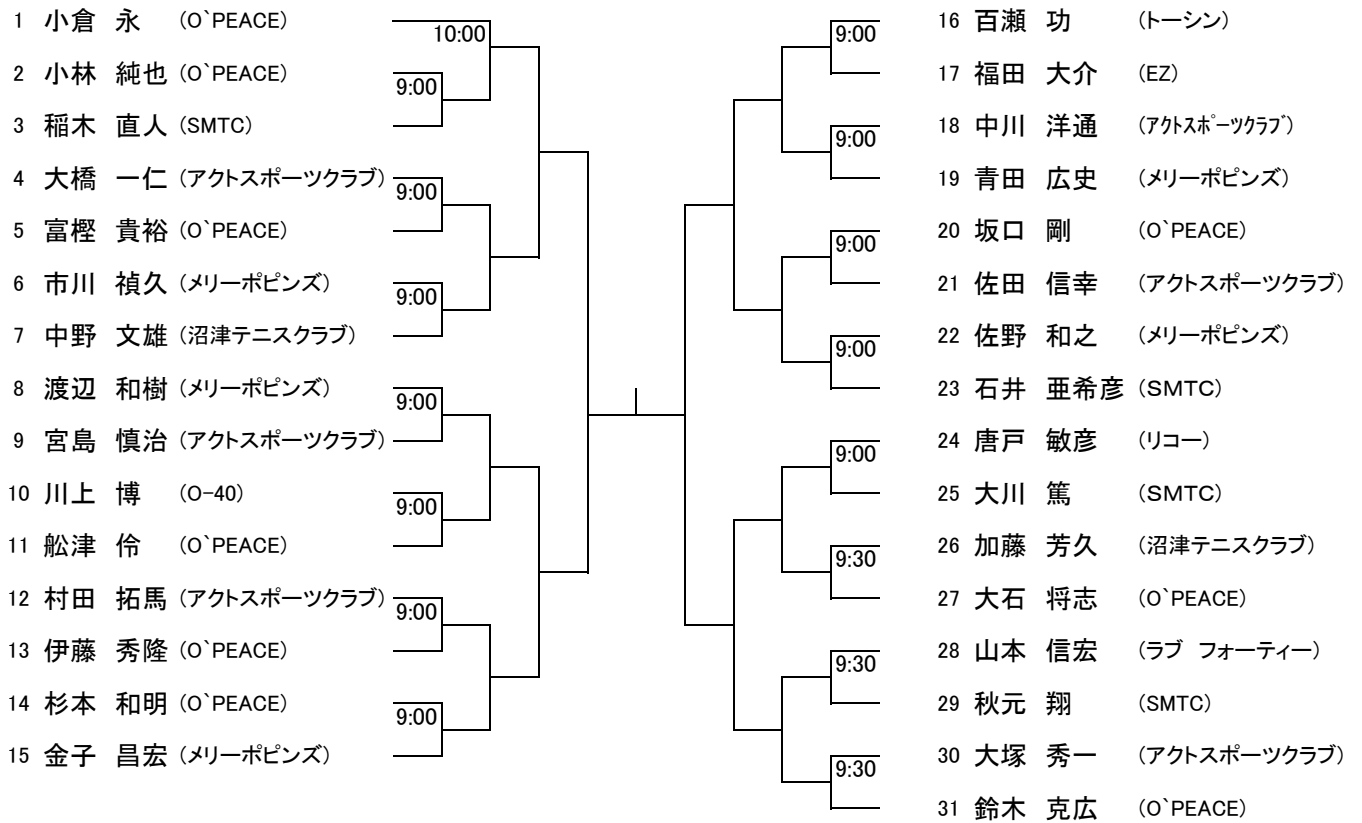 1 小倉 永 (O`PEACE)
10:00
2 小林 純也 (O`PEACE)
9:00
3 稲木 直人 (SMTC)
4 大橋 一仁 (アクトスポーツクラブ)
9:00
5 富樫 貴裕 (O`PEACE)
6 市川 禎久 (メリーポピンズ)
9:00
7 中野 文雄 (沼津テニスクラブ)
8 渡辺 和樹 (メリーポピンズ)
9:00
9 宮島 慎治 (アクトスポーツクラブ)
10 川上 博 (O-40)
9:00
11 舩津 伶 (O`PEACE)
12 村田 拓馬 (アクトスポーツクラブ)
9:00
13 伊藤 秀隆 (O`PEACE)
14 杉本 和明 (O`PEACE)
9:00
15 金子 昌宏 (メリーポピンズ)
16 百瀬 功 (トーシン)
9:00
17 福田 大介 (EZ)
18 中川 洋通 (ｱｸﾄｽﾎﾟｰﾂｸﾗﾌﾞ)
9:00
19 青田 広史 (メリーポピンズ)
20 坂口 剛 (O`PEACE)
9:00
21 佐田 信幸 (アクトスポーツクラブ)
22 佐野 和之 (メリーポピンズ)
9:00
23 石井 亜希彦 (ＳＭＴＣ)
24 唐戸 敏彦 (リコー)
9:00
25 大川 篤 (ＳＭＴＣ)
26 加藤 芳久 (沼津テニスクラブ)
9:30
27 大石 将志 (O`PEACE)
28 山本 信宏 (ラブ フォーティー)
9:30
29 秋元 翔 (SMTC)
30 大塚 秀一 (アクトスポーツクラブ)
9:30
31 鈴木 克広 (O`PEACE)